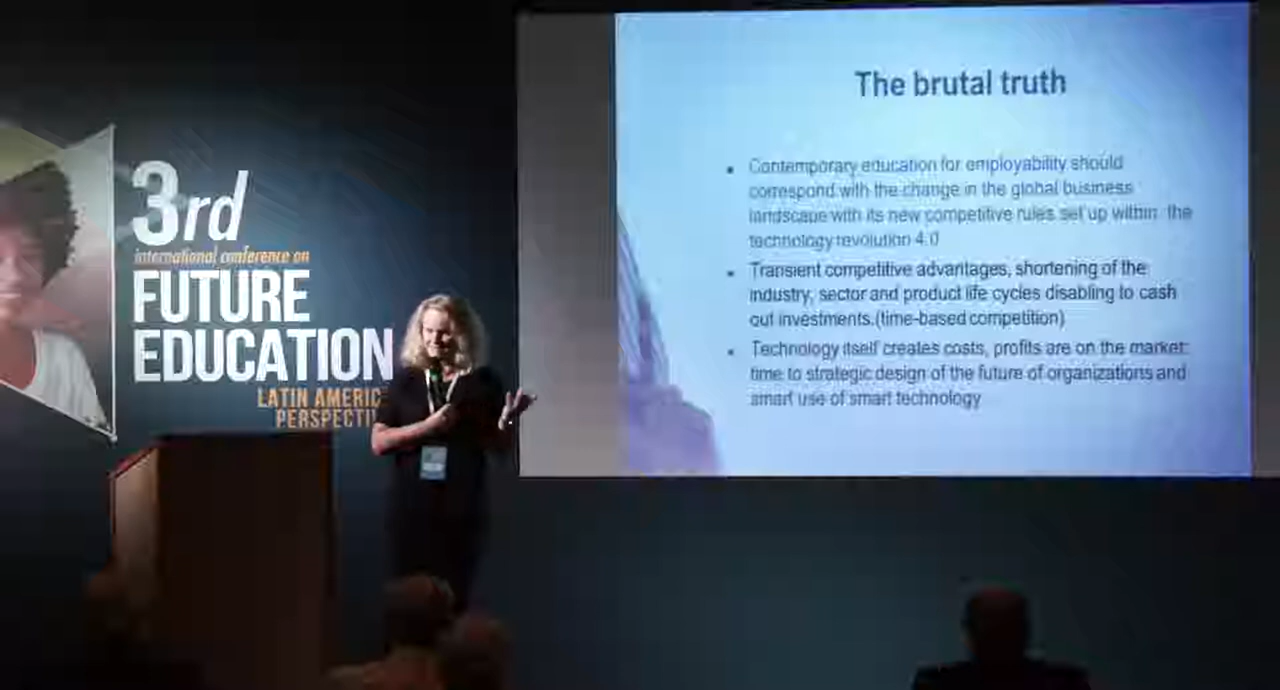 3rd
international conference on
FUTURE
EDUCATION
LATIN AMERIC
PERSPECTI
The brutal truth
• Contemporary education for employability should
correspond with the change in the global business
landscape with its new competitive rules set up within the
technology revolution 4.0
• Transient competitive advantages, shortening of the
industry, sector and product life cycles disabling to cash
out investments.(time-based competition)
• Technology itself creates costs, profits are on the market:
time to strategic design of the future of organizations and
smart use of smart technology